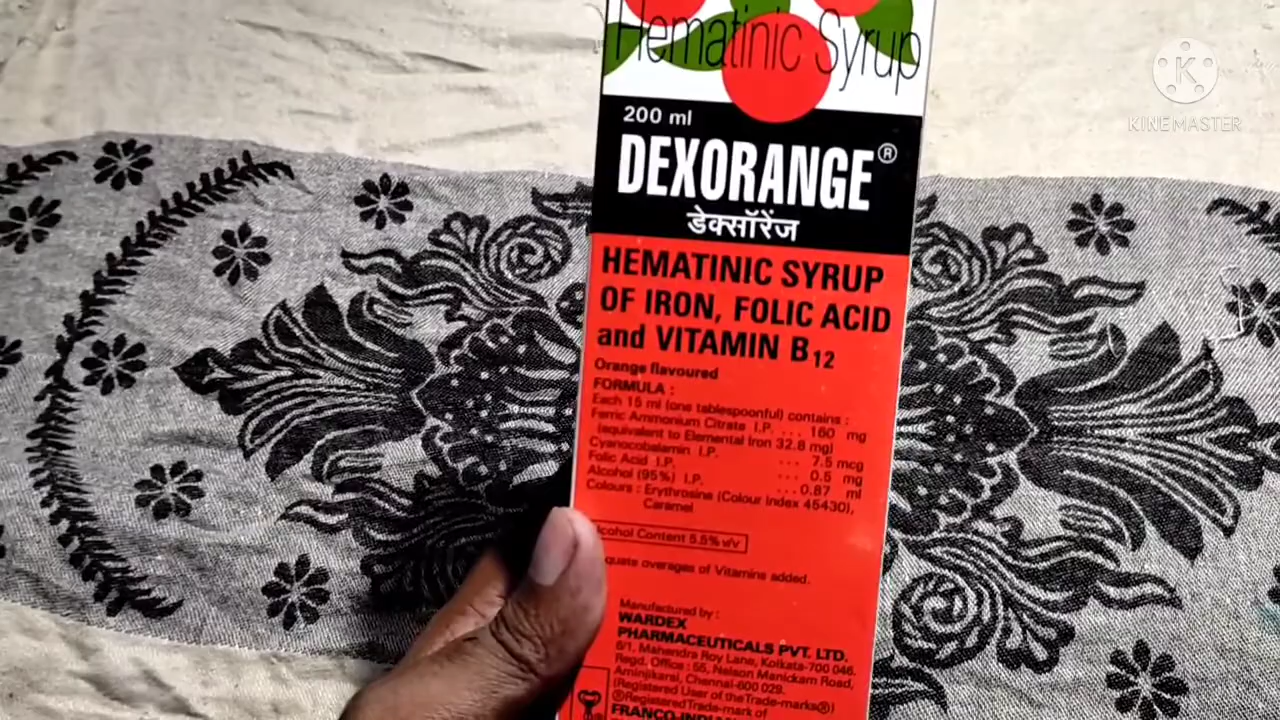 Hematinic Syrup
KINEMASTER
200 ml
DEXORANGE®
डेक्सॉरेंज
HEMATINIC SYRUP
OF IRON, FOLIC ACID
and VITAMIN B12
Orange flavoured
FORMULA :
Each 15 ml (one tablespoonful) contains :
Ferric Ammonium Citrate I.P. ... 160 mg
(equivalent to Elemental Iron 32.8 mg)
Cyanocobalamin I.P. ... 7.5 mcg
Folic Acid I.P. ... 0.5 mg
Alcohol (95%) I.P. ... 0.87 ml
Colours : Erythrosine (Colour Index 45430),
Caramel
cohol Content 5.5% v/v
quate overages of Vitamins added.
Manufactured by :
WARDEX
PHARMACEUTICALS PVT. LTD.
6/1, Mahendra Roy Lane, Kolkata-700 046.
Regd. Office : 55, Nelson Manickam Road,
Aminjikarai, Chennai-600 029.
(Registered User of the Trade-marks®)
®Registered Trade-mark of
FRANCO-INDIAN